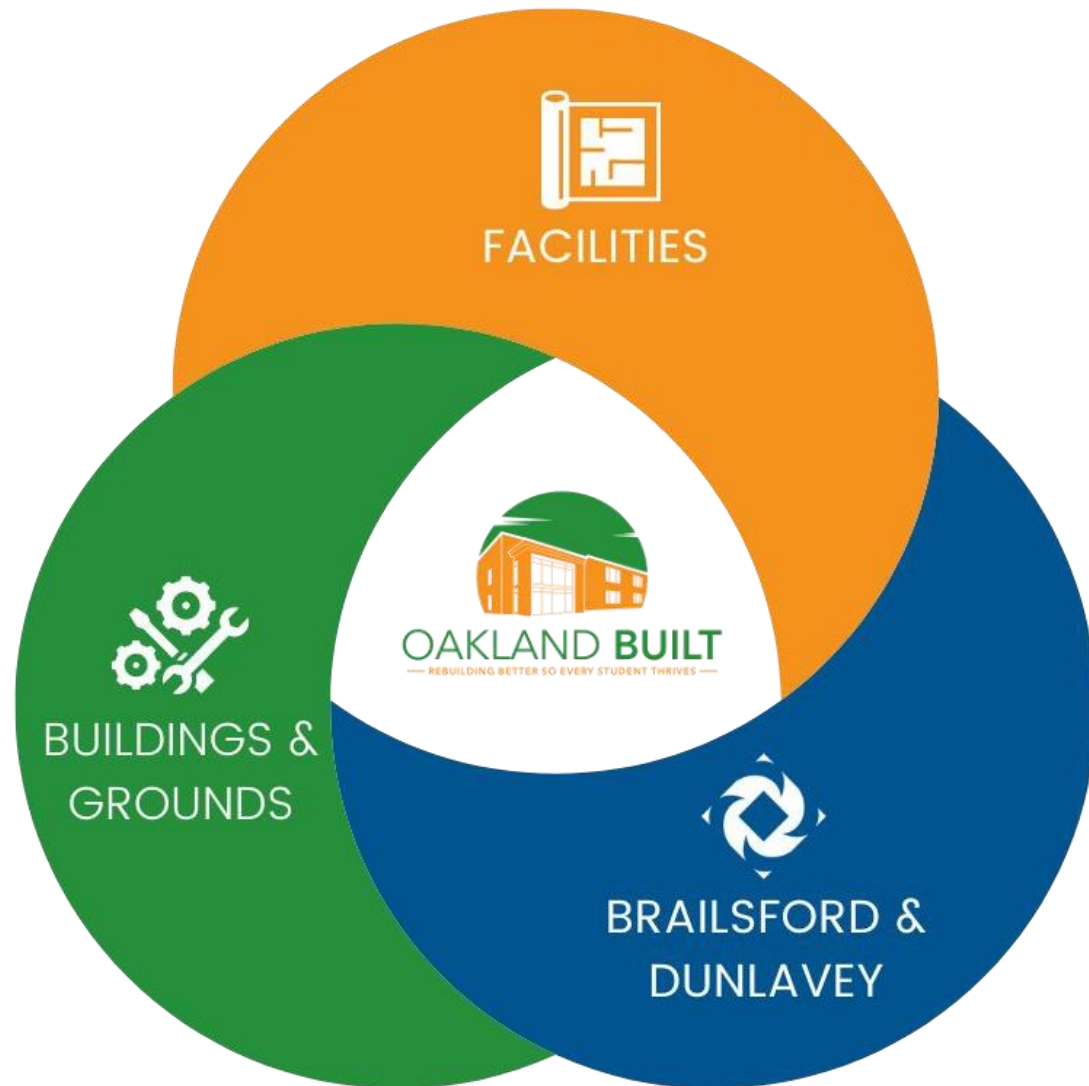 FACILITIES
OAKLAND BUILT
REBUILDING BETTER SO EVERY STUDENT THRIVES
BUILDINGS &
GROUNDS
BRAILSFORD &
DUNLAVEY